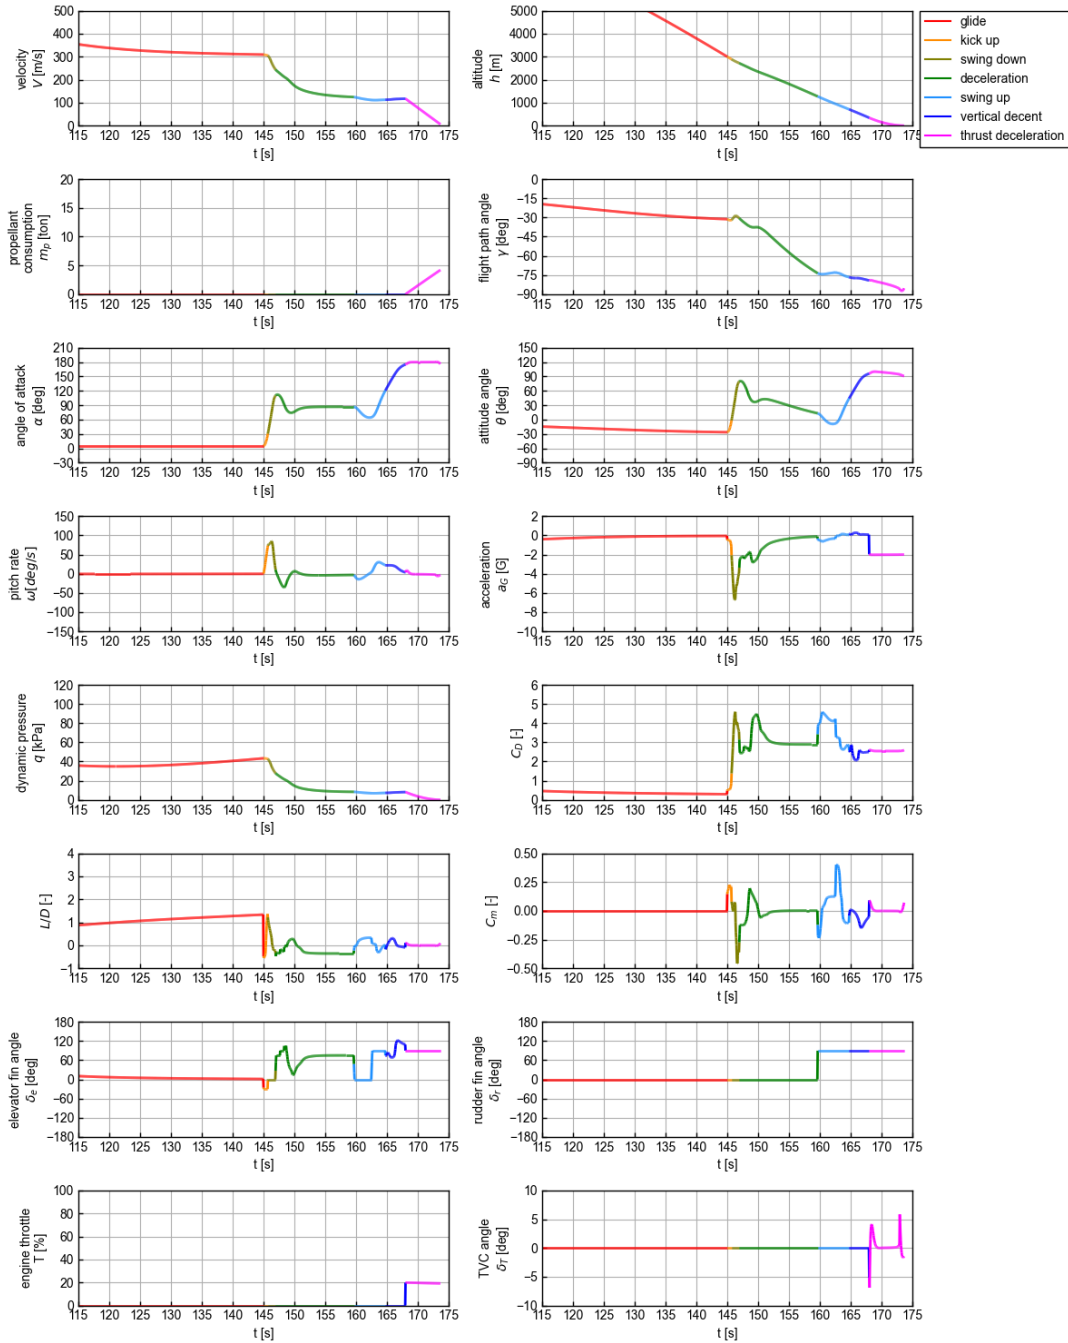 500
400
300
200
100
0
velocity
V [m/s]
115 120 125 130 135 140 145 150 155 160 165 170 175
t [s]
5000
4000
3000
2000
1000
0
altitude
h [m]
115 120 125 130 135 140 145 150 155 160 165 170 175
t [s]
glide
kick up
swing down
deceleration
swing up
vertical decent
thrust deceleration
20
15
10
5
0
propellant
consumption
mp [ton]
115 120 125 130 135 140 145 150 155 160 165 170 175
t [s]
0
−15
−30
−45
−60
−75
−90
flight path angle
γ [deg]
115 120 125 130 135 140 145 150 155 160 165 170 175
t [s]
210
180
150
120
90
60
30
0
−30
angle of attack
α [deg]
115 120 125 130 135 140 145 150 155 160 165 170 175
t [s]
150
120
90
60
30
0
−30
−60
−90
attitude angle
θ [deg]
115 120 125 130 135 140 145 150 155 160 165 170 175
t [s]
150
100
50
0
−50
−100
−150
pitch rate
ω[deg/s]
115 120 125 130 135 140 145 150 155 160 165 170 175
t [s]
2
0
−2
−4
−6
−8
−10
acceleration
aG [G]
115 120 125 130 135 140 145 150 155 160 165 170 175
t [s]
120
100
80
60
40
20
0
dynamic pressure
q [kPa]
115 120 125 130 135 140 145 150 155 160 165 170 175
t [s]
6
5
4
3
2
1
0
CD [-]
115 120 125 130 135 140 145 150 155 160 165 170 175
t [s]
4
3
2
1
0
−1
L/D [-]
115 120 125 130 135 140 145 150 155 160 165 170 175
t [s]
0.50
0.25
0.00
−0.25
−0.50
Cm [-]
115 120 125 130 135 140 145 150 155 160 165 170 175
t [s]
180
120
60
0
−60
−120
−180
elevator fin angle
δe [deg]
115 120 125 130 135 140 145 150 155 160 165 170 175
t [s]
180
120
60
0
−60
−120
−180
rudder fin angle
δr [deg]
115 120 125 130 135 140 145 150 155 160 165 170 175
t [s]
100
80
60
40
20
0
engine throttle
T [%]
115 120 125 130 135 140 145 150 155 160 165 170 175
t [s]
10
5
0
−5
−10
TVC angle
δT [deg]
115 120 125 130 135 140 145 150 155 160 165 170 175
t [s]